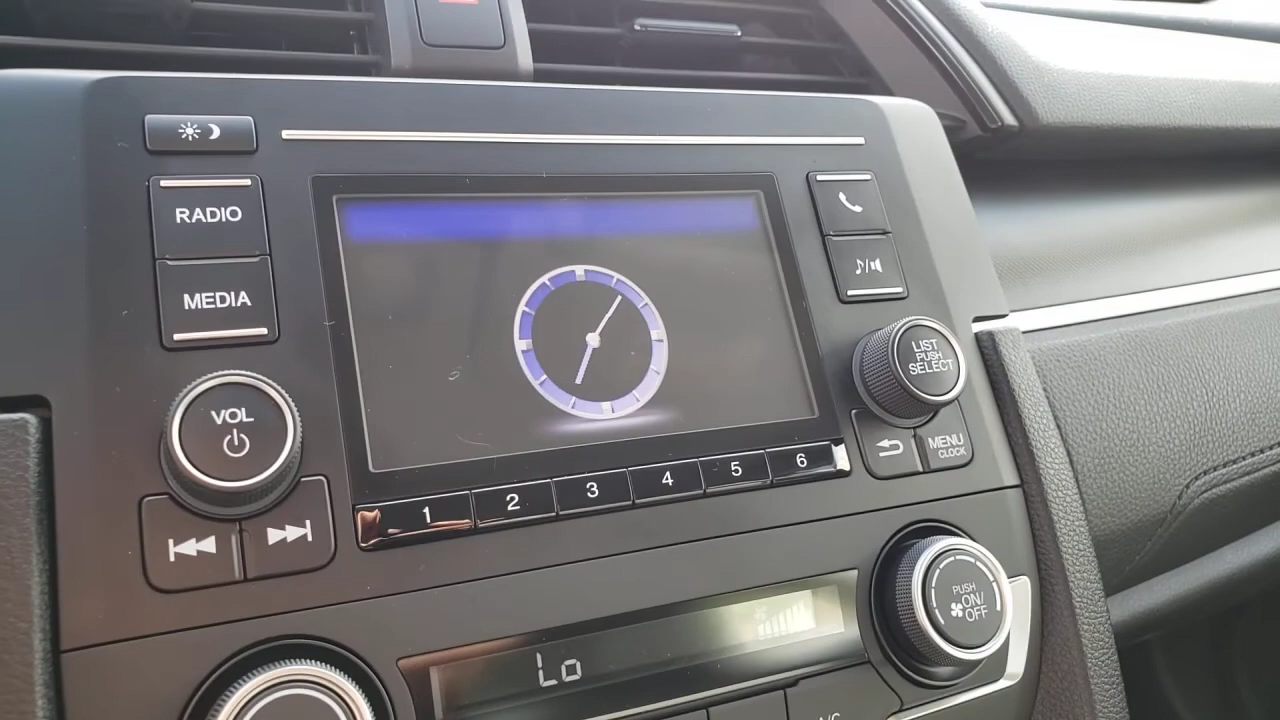 RADIO
MEDIA
VOL
LIST
PUSH
SELECT
MENU
CLOCK
1 2 3 4 5 6
PUSH
ON/
OFF
Lo
A/C